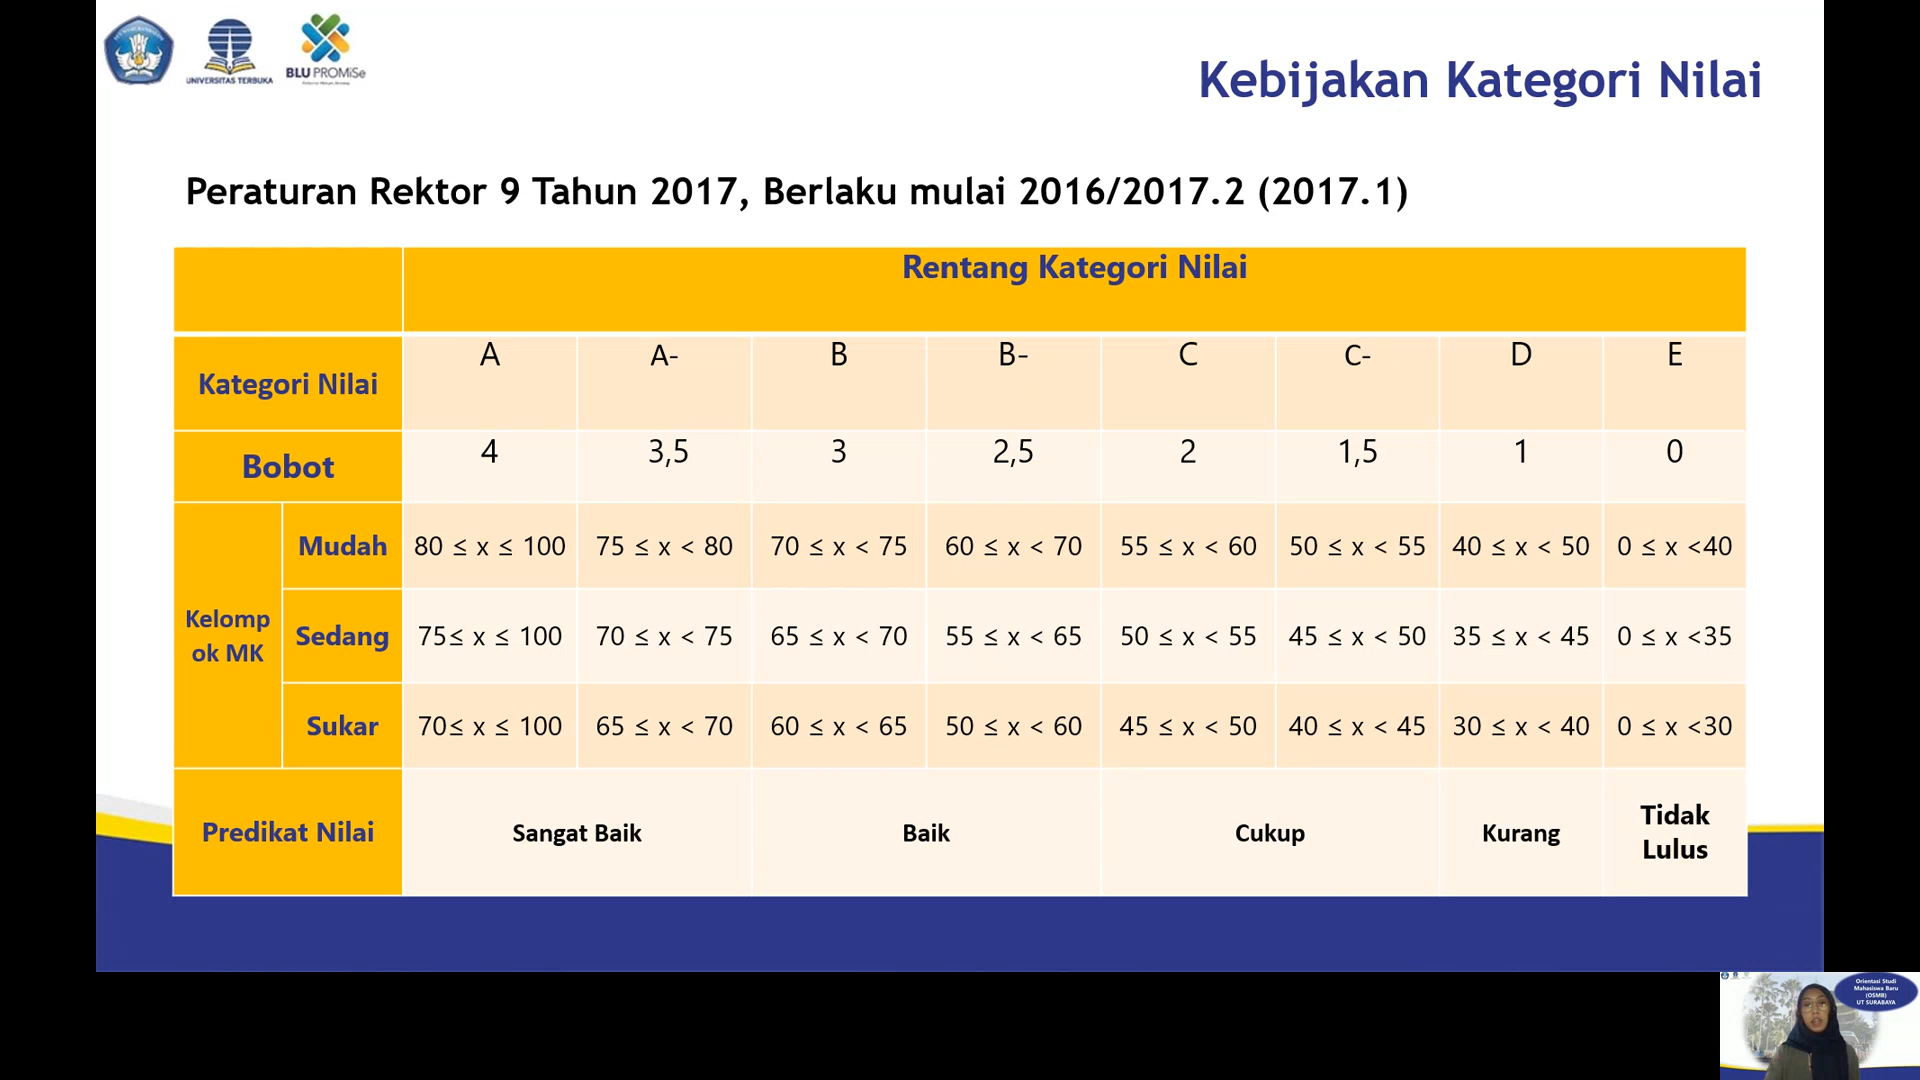 UNIVERSITAS TERBUKA
BLU PROMiSe
Kebijakan Kategori Nilai
Peraturan Rektor 9 Tahun 2017, Berlaku mulai 2016/2017.2 (2017.1)
Rentang Kategori Nilai
Kategori Nilai A A- B B- C C- D E
Bobot 4 3,5 3 2,5 2 1,5 1 0
Kelomp
ok MK
Mudah 80 ≤ x ≤ 100 75 ≤ x < 80 70 ≤ x < 75 60 ≤ x < 70 55 ≤ x < 60 50 ≤ x < 55 40 ≤ x < 50 0 ≤ x <40
Sedang 75≤ x ≤ 100 70 ≤ x < 75 65 ≤ x < 70 55 ≤ x < 65 50 ≤ x < 55 45 ≤ x < 50 35 ≤ x < 45 0 ≤ x <35
Sukar 70≤ x ≤ 100 65 ≤ x < 70 60 ≤ x < 65 50 ≤ x < 60 45 ≤ x < 50 40 ≤ x < 45 30 ≤ x < 40 0 ≤ x <30
Predikat Nilai Sangat Baik Baik Cukup Kurang Tidak
Lulus
Orientasi Studi
Mahasiswa Baru
(OSMB)
UT SURABAYA